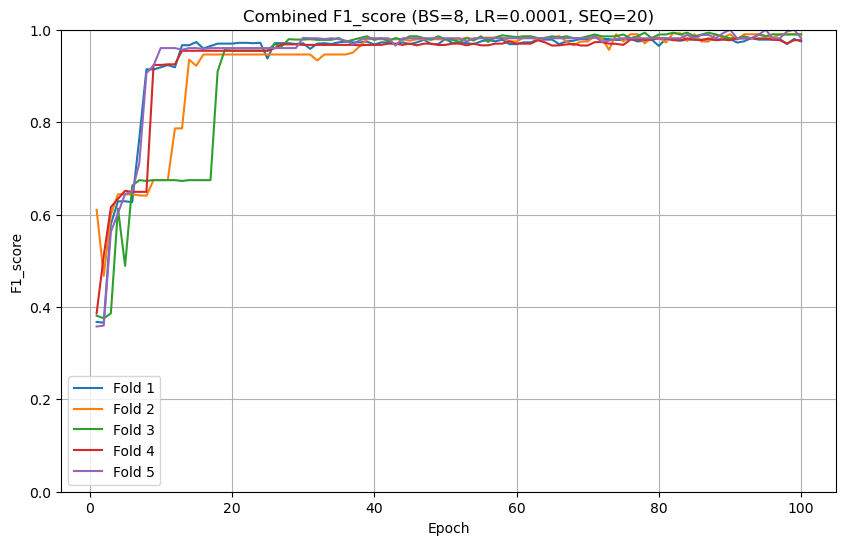 Combined F1_score (BS=8, LR=0.0001, SEQ=20)
F1_score
1.0
0.8
0.6
0.4
0.2
0.0
Fold 1
Fold 2
Fold 3
Fold 4
Fold 5
0 20 40 60 80 100
Epoch